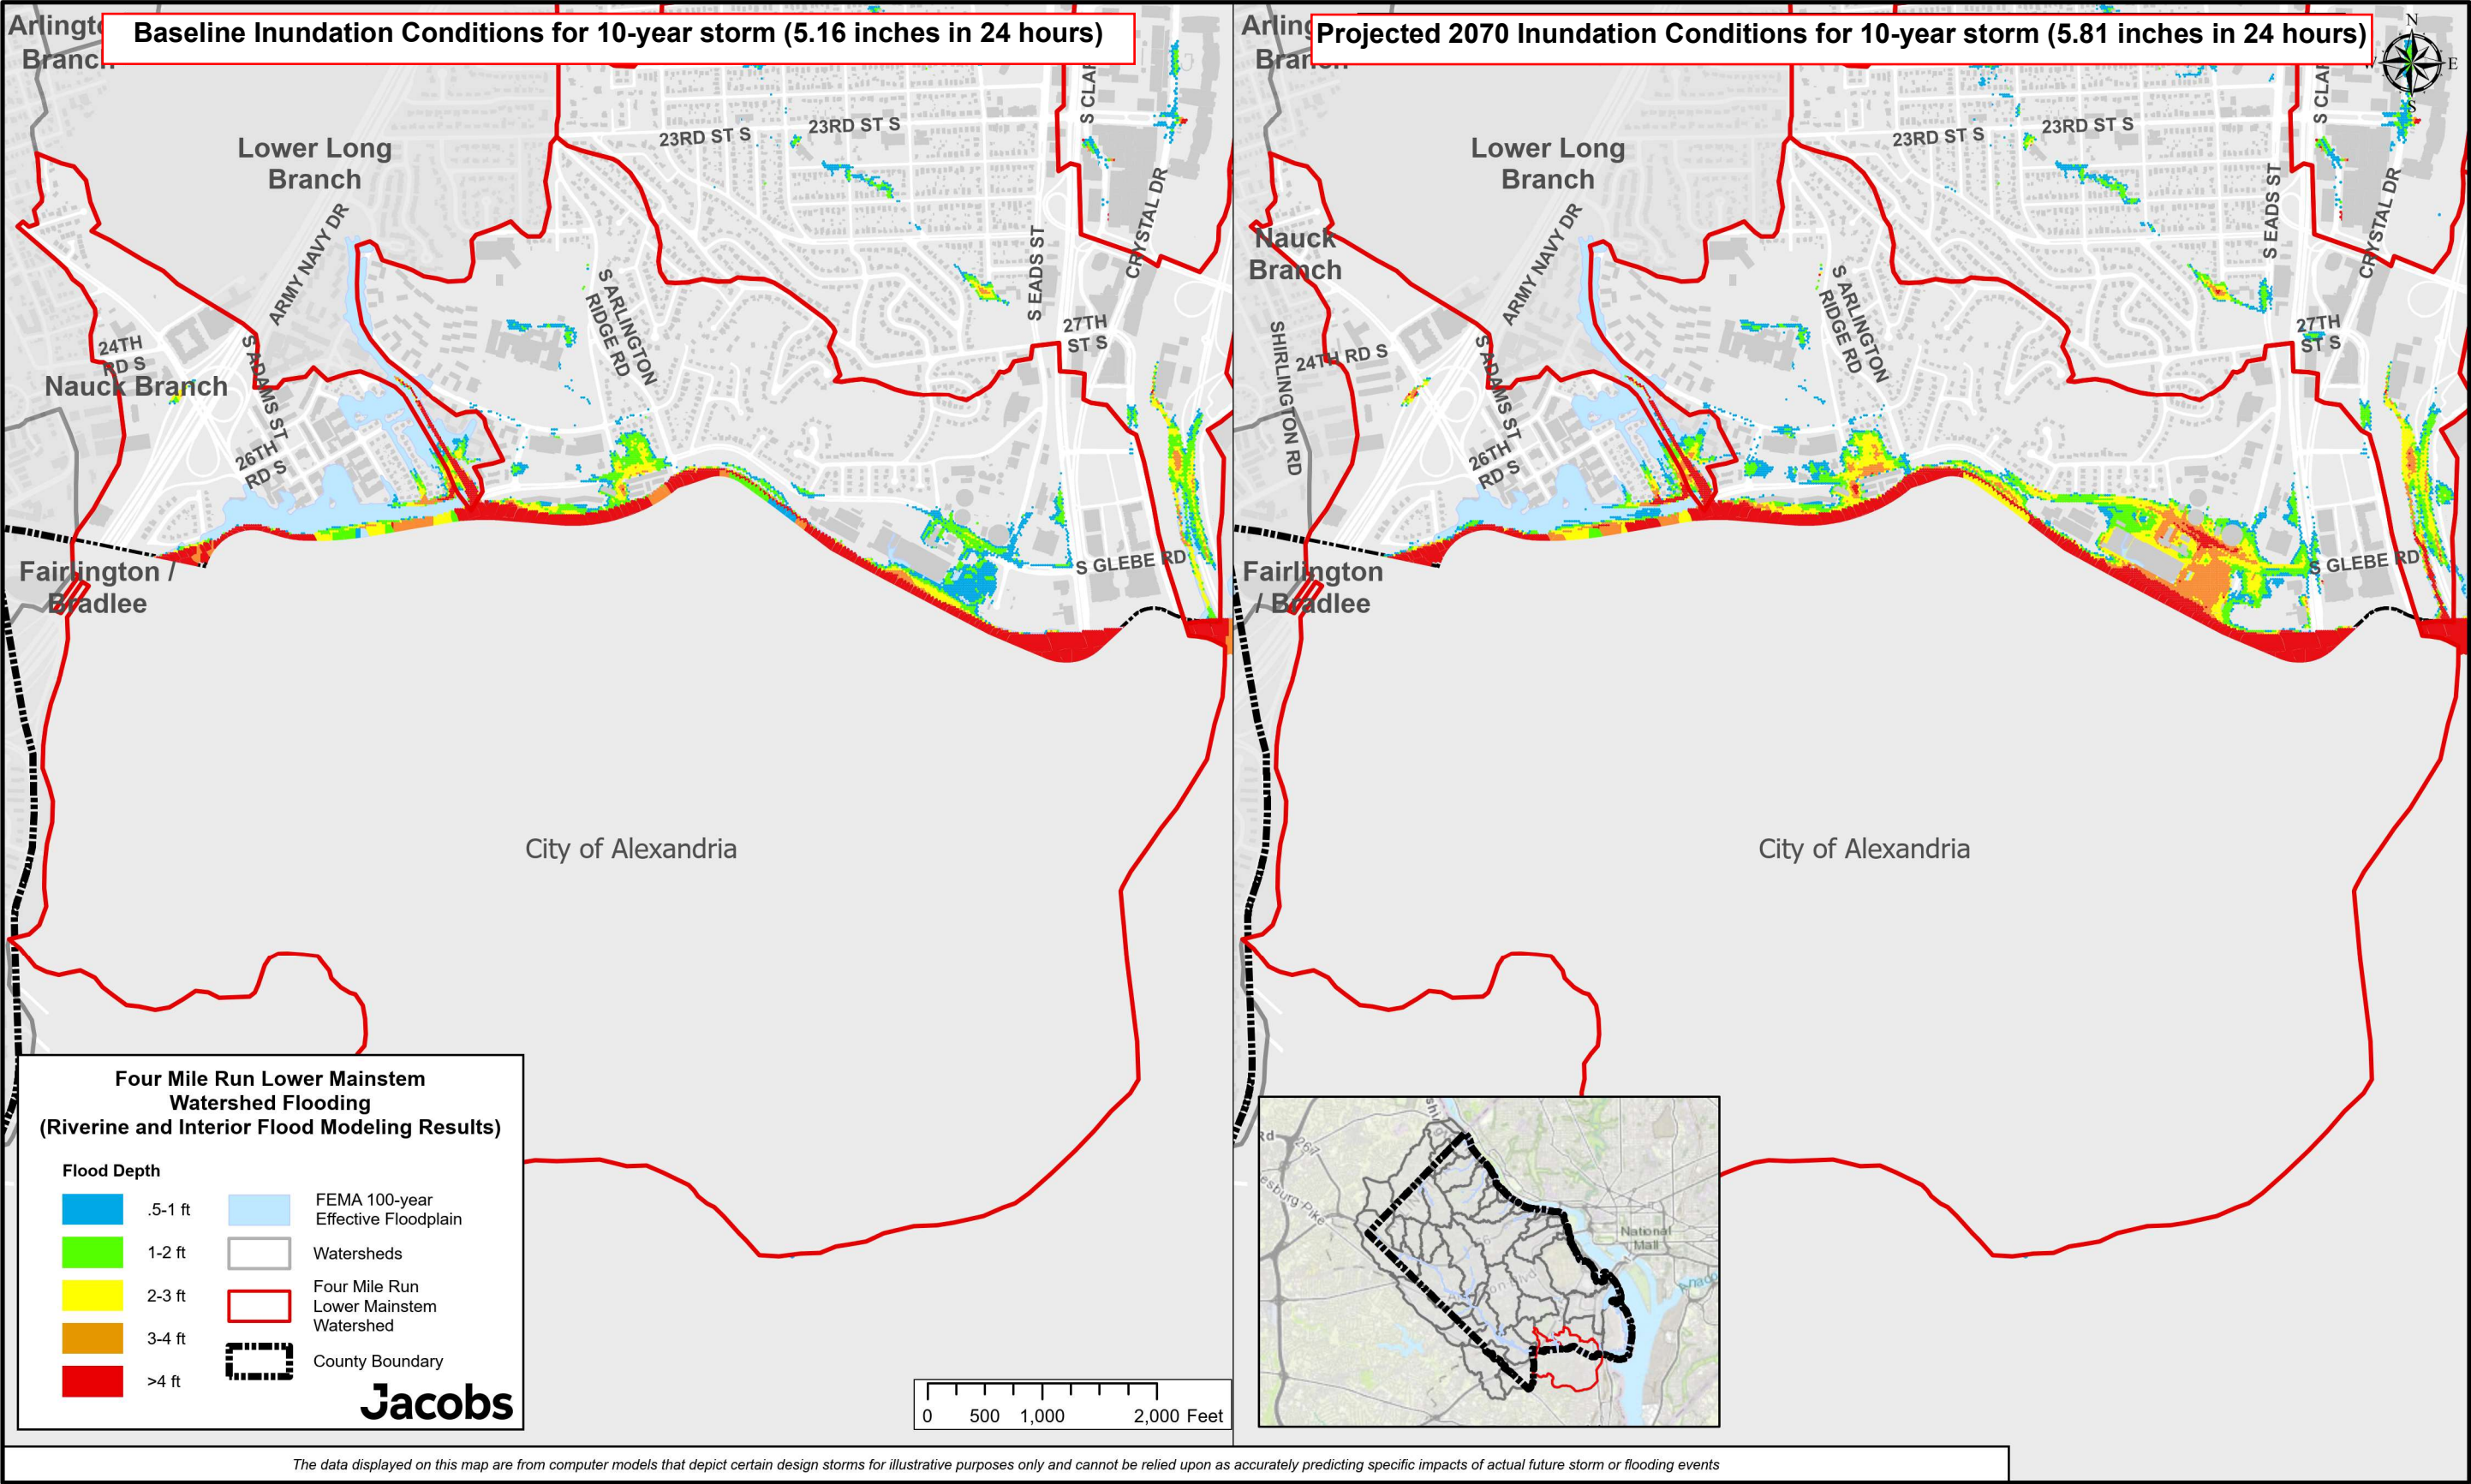 Baseline Inundation Conditions for 10-year storm (5.16 inches in 24 hours)
Branch
Lower Long
Branch
23RD ST S
23RD ST S
CRYSTAL DR
S EADS ST
ARMY NAVY DR
S ARLINGTON
RIDGE RD
27TH
ST S
24TH
RD S
Nauck Branch
S ADAMS ST
26TH
RD S
S GLEBE RD
Fairlington /
Bradlee
City of Alexandria
Four Mile Run Lower Mainstem
Watershed Flooding
(Riverine and Interior Flood Modeling Results)
Flood Depth
.5-1 ft
1-2 ft
2-3 ft
3-4 ft
>4 ft
FEMA 100-year
Effective Floodplain
Watersheds
Four Mile Run
Lower Mainstem
Watershed
County Boundary
Jacobs
0 500 1,000 2,000 Feet
Projected 2070 Inundation Conditions for 10-year storm (5.81 inches in 24 hours)
N
E
S
Lower Long
Branch
23RD ST S
23RD ST S
CRYSTAL DR
S EADS ST
Nauck
Branch
ARMY NAVY DR
S ARLINGTON
RIDGE RD
27TH
ST S
SHIRLINGTON RD
24TH RD S
S ADAMS ST
26TH
RD S
S GLEBE RD
Fairlington
/ Bradlee
City of Alexandria
Rd
267
esburg Pike
National
Mall
The data displayed on this map are from computer models that depict certain design storms for illustrative purposes only and cannot be relied upon as accurately predicting specific impacts of actual future storm or flooding events